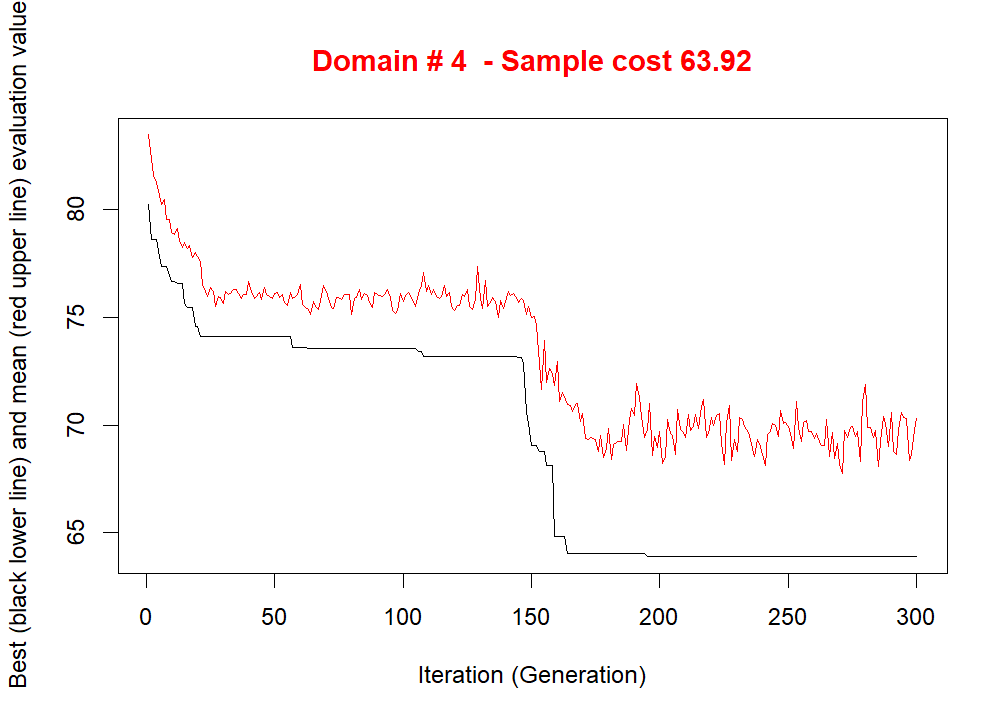 Domain # 4  - Sample cost 63.92
Best (black lower line) and mean (red upper line) evaluation value
80
75
70
65
0 50 100 150 200 250 300
Iteration (Generation)